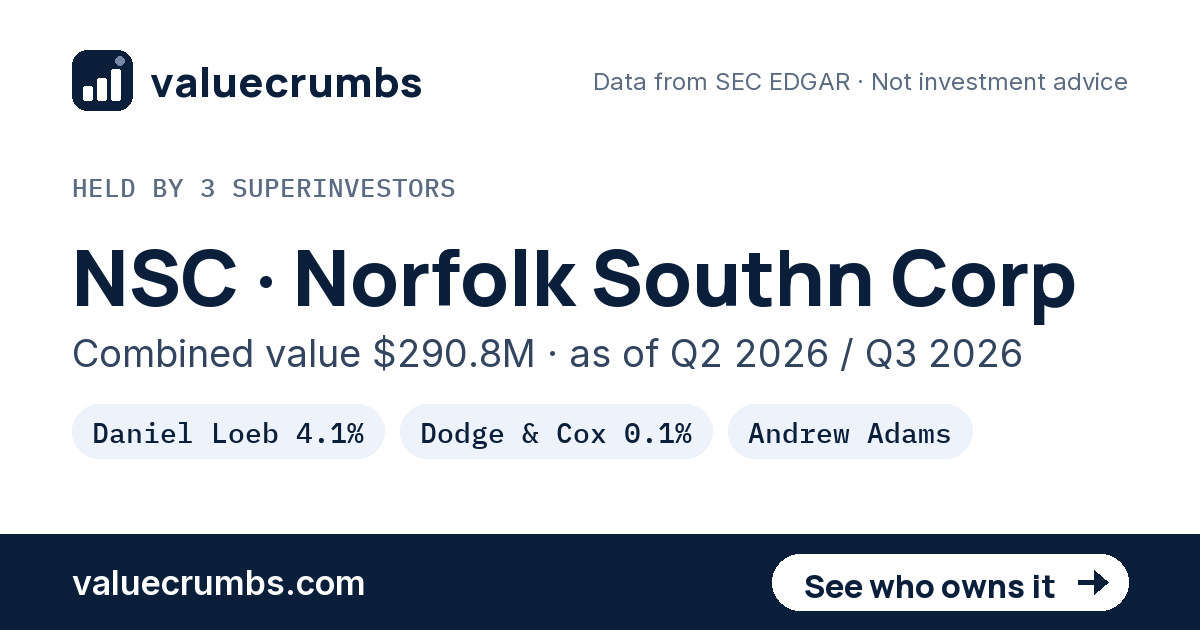 valuecrumbs
Data from SEC EDGAR · Not investment advice
HELD BY 3 SUPERINVESTORS
NSC · Norfolk Southn Corp
Combined value $290.8M · as of Q2 2026 / Q3 2026
Daniel Loeb 4.1%
Dodge & Cox 0.1%
Andrew Adams
valuecrumbs.com
See who owns it →